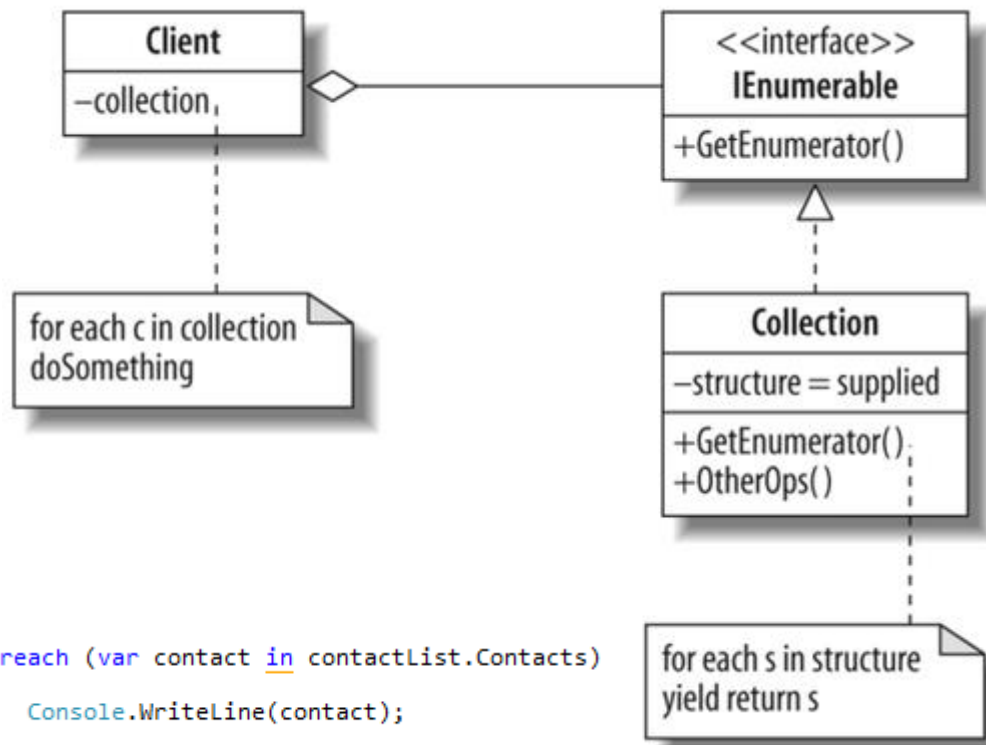 Client
–collection
<<interface>>
IEnumerable
+GetEnumerator()
for each c in collection
doSomething
Collection
–structure = supplied
+GetEnumerator()
+OtherOps()
for each s in structure
yield return s
reach (var contact in contactList.Contacts)
Console.WriteLine(contact);